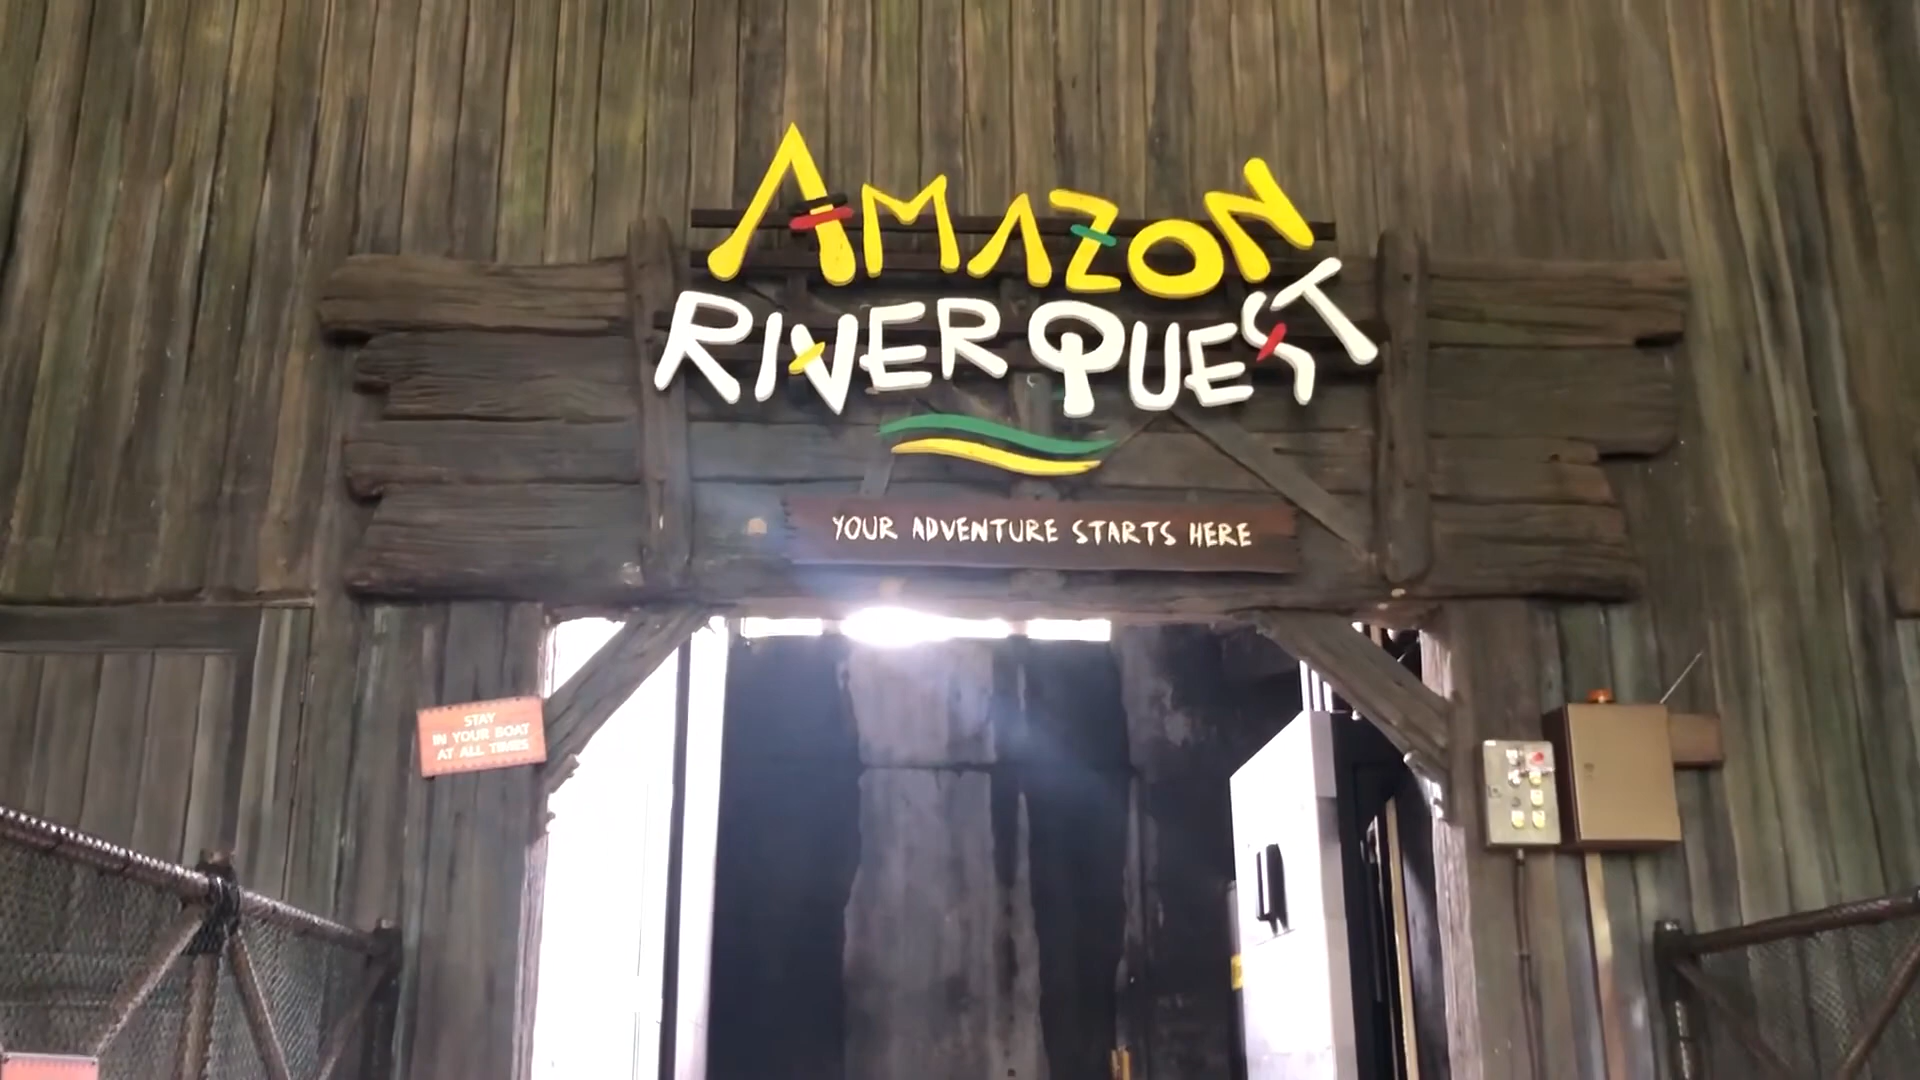 AMAZON
RIVER QUEST
YOUR ADVENTURE STARTS HERE
STAY
IN YOUR BOAT
AT ALL TIMES